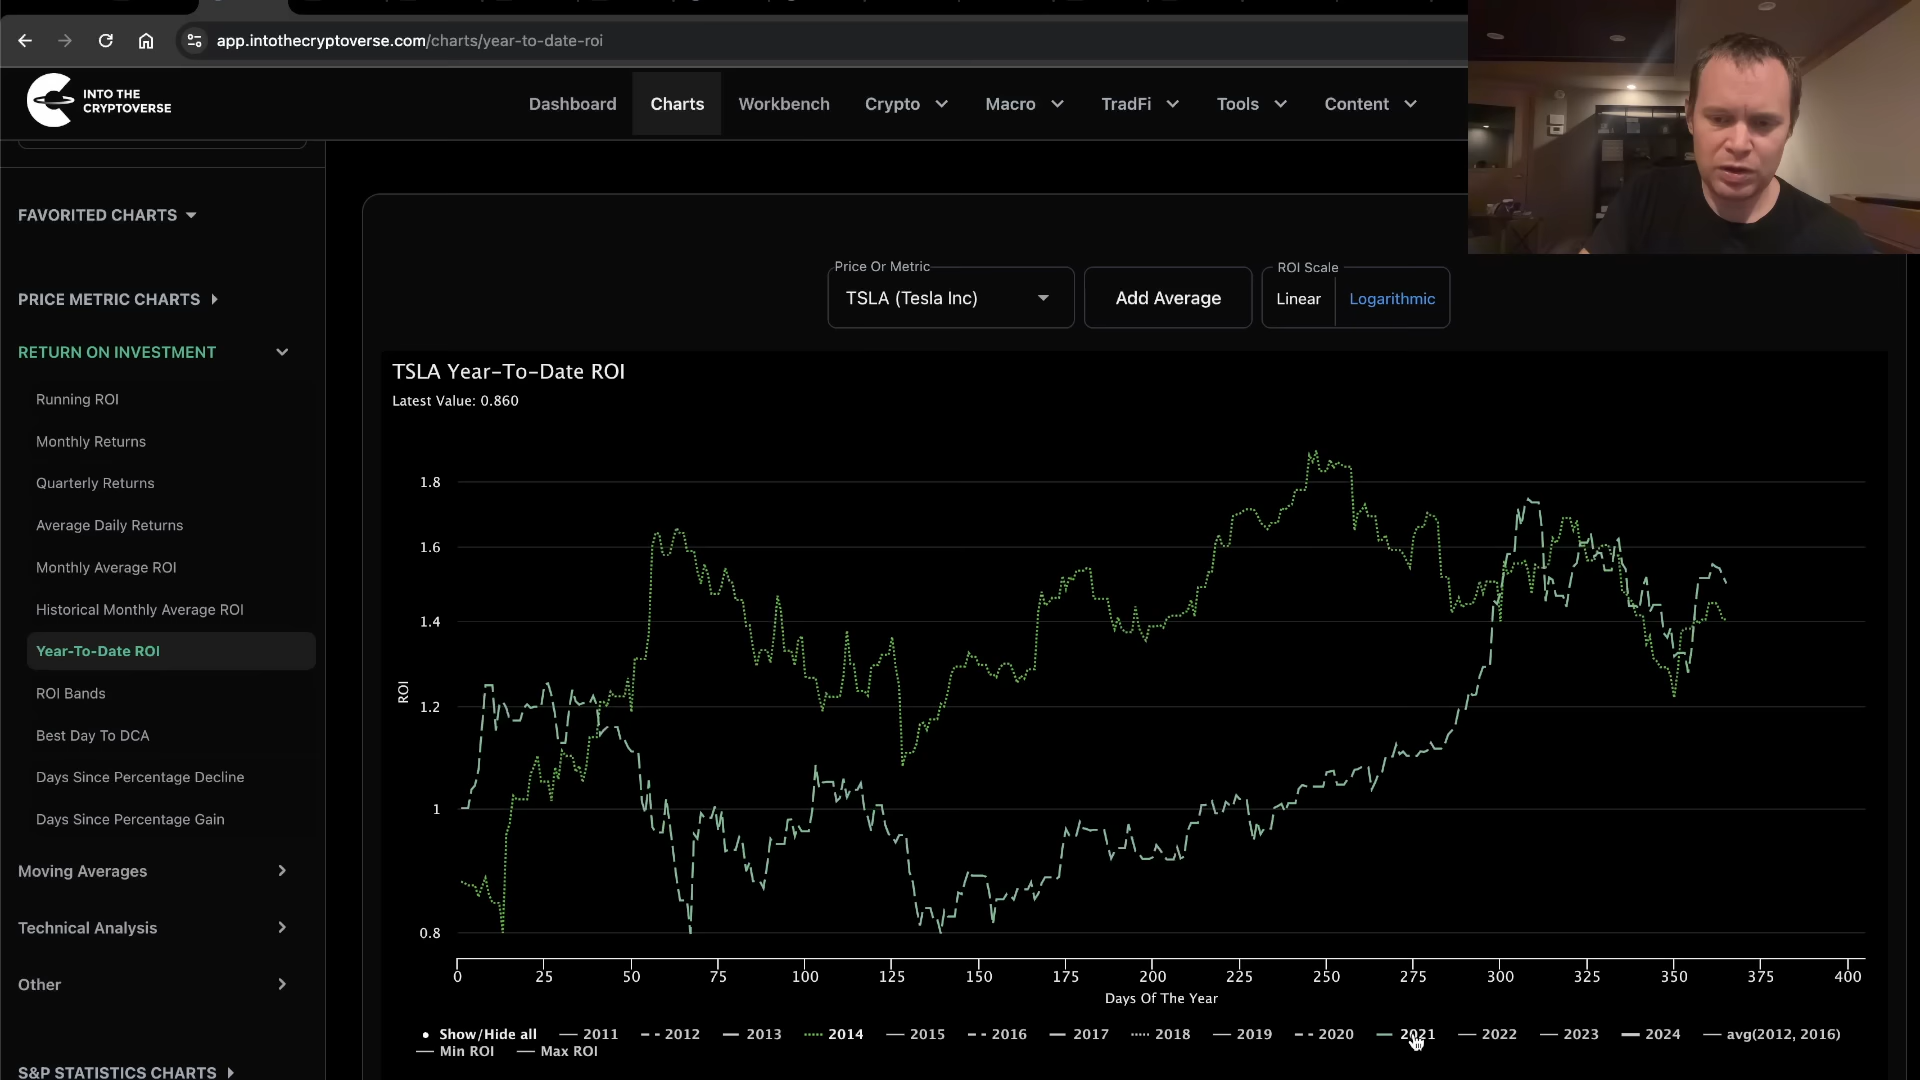 app.intothecryptoverse.com/charts/year-to-date-roi
INTO THE
CRYPTOVERSE
Dashboard
Charts
Workbench
Crypto
Macro
TradFi
Tools
Content
FAVORITED CHARTS
PRICE METRIC CHARTS
RETURN ON INVESTMENT
Running ROI
Monthly Returns
Quarterly Returns
Average Daily Returns
Monthly Average ROI
Historical Monthly Average ROI
Year-To-Date ROI
ROI Bands
Best Day To DCA
Days Since Percentage Decline
Days Since Percentage Gain
Moving Averages
Technical Analysis
Other
S&P STATISTICS CHARTS
Price Or Metric
TSLA (Tesla Inc)
Add Average
ROI Scale
Linear
Logarithmic
TSLA Year-To-Date ROI
Latest Value: 0.860
1.8
1.6
1.4
1.2
1
0.8
ROI
0 25 50 75 100 125 150 175 200 225 250 275 300 325 350 375 400
Days Of The Year
Show/Hide all 2011 2012 2013 2014 2015 2016 2017 2018 2019 2020 2021 2022 2023 2024 avg(2012, 2016)
Min ROI Max ROI